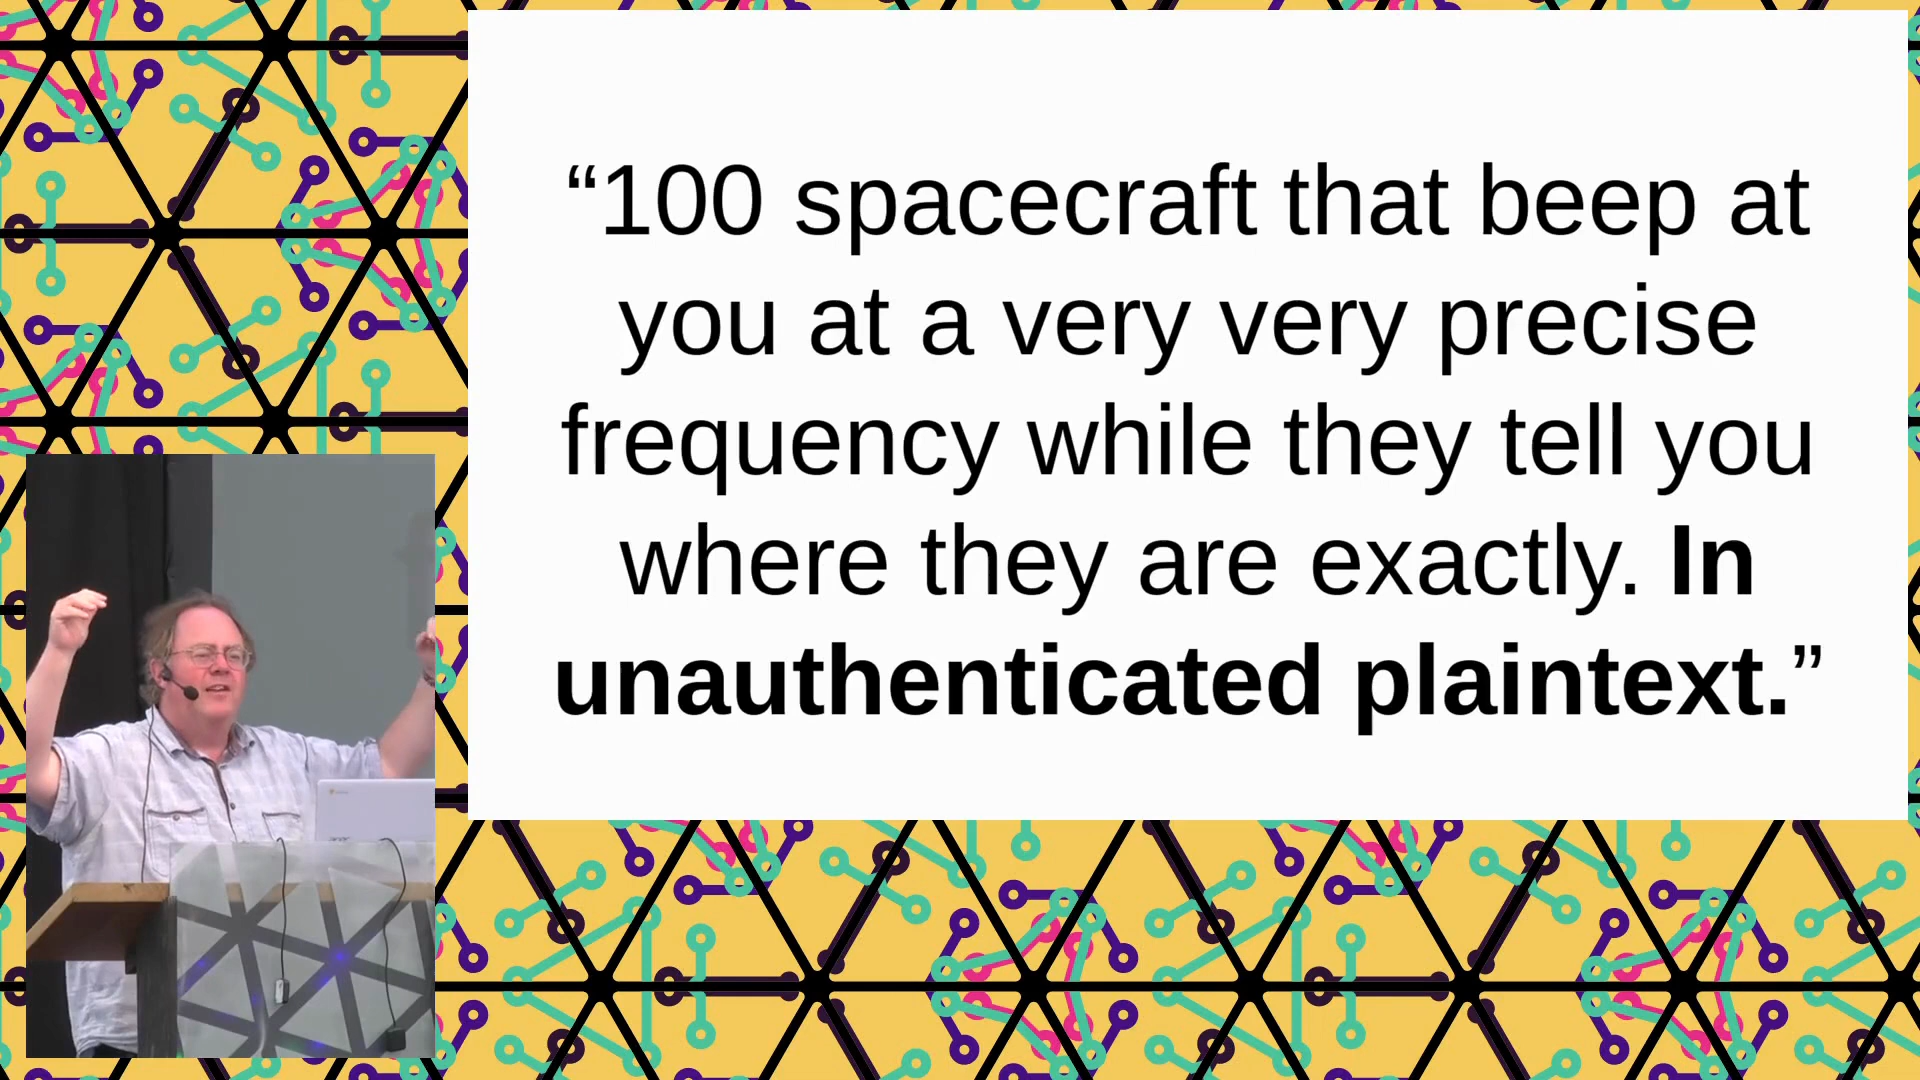 “100 spacecraft that beep at
you at a very very precise
frequency while they tell you
where they are exactly. In
unauthenticated plaintext.”